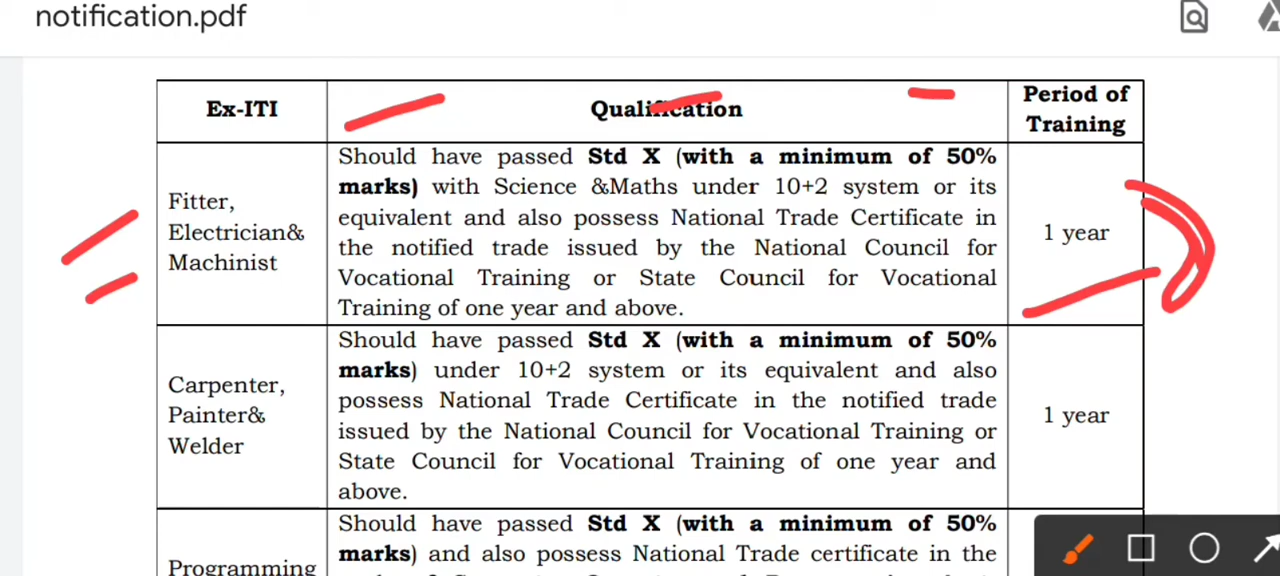 notification.pdf
Ex-ITI
Qualification
Period of
Training
Fitter,
Electrician&
Machinist
Should have passed Std X (with a minimum of 50%
marks) with Science &Maths under 10+2 system or its
equivalent and also possess National Trade Certificate in
the notified trade issued by the National Council for
Vocational Training or State Council for Vocational
Training of one year and above.
1 year
Carpenter,
Painter&
Welder
Should have passed Std X (with a minimum of 50%
marks) under 10+2 system or its equivalent and also
possess National Trade Certificate in the notified trade
issued by the National Council for Vocational Training or
State Council for Vocational Training of one year and
above.
1 year
Programming
Should have passed Std X (with a minimum of 50%
marks) and also possess National Trade certificate in the